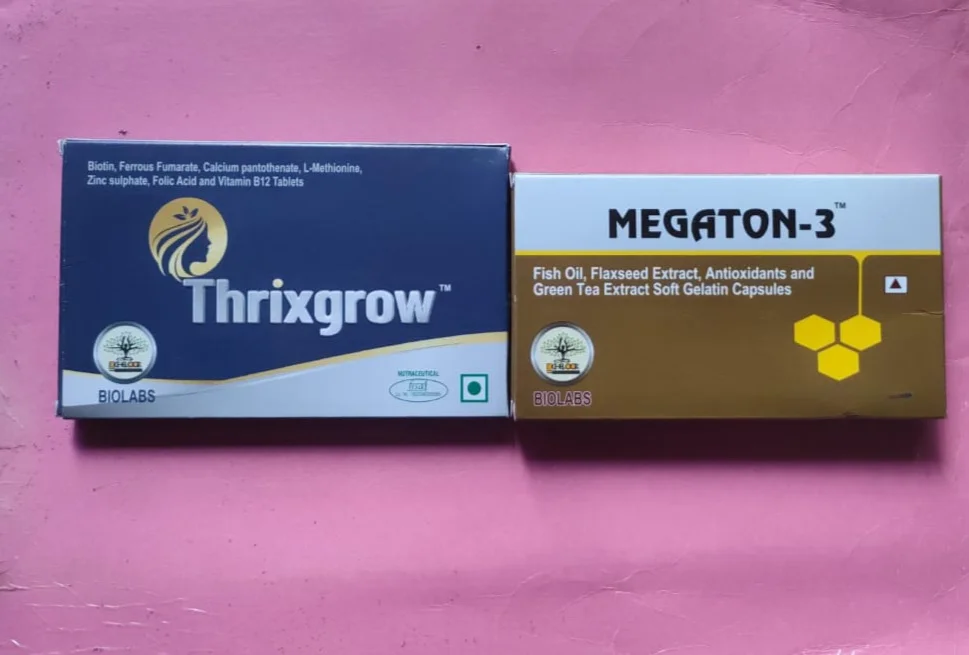 Biotin, Ferrous Fumarate, Calcium pantothenate, L-Methionine,
Zinc sulphate, Folic Acid and Vitamin B12 Tablets
Thrixgrow™
BIOLABS
NUTRACEUTICAL
fssai
MEGATON-3™
Fish Oil, Flaxseed Extract, Antioxidants and
Green Tea Extract Soft Gelatin Capsules
BIOLABS